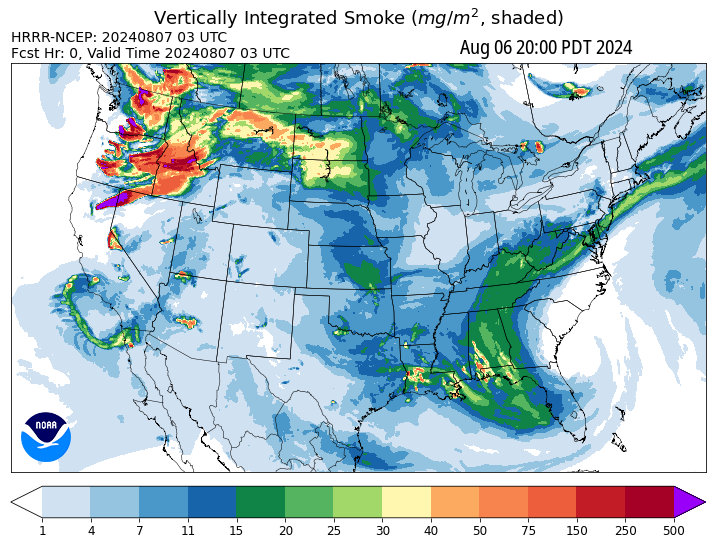 Vertically Integrated Smoke (mg/m², shaded)
HRRR-NCEP: 20240807 03 UTC
Fcst Hr: 0, Valid Time 20240807 03 UTC
Aug 06 20:00 PDT 2024
NOAA
1 4 7 11 15 20 25 30 40 50 75 150 250 500